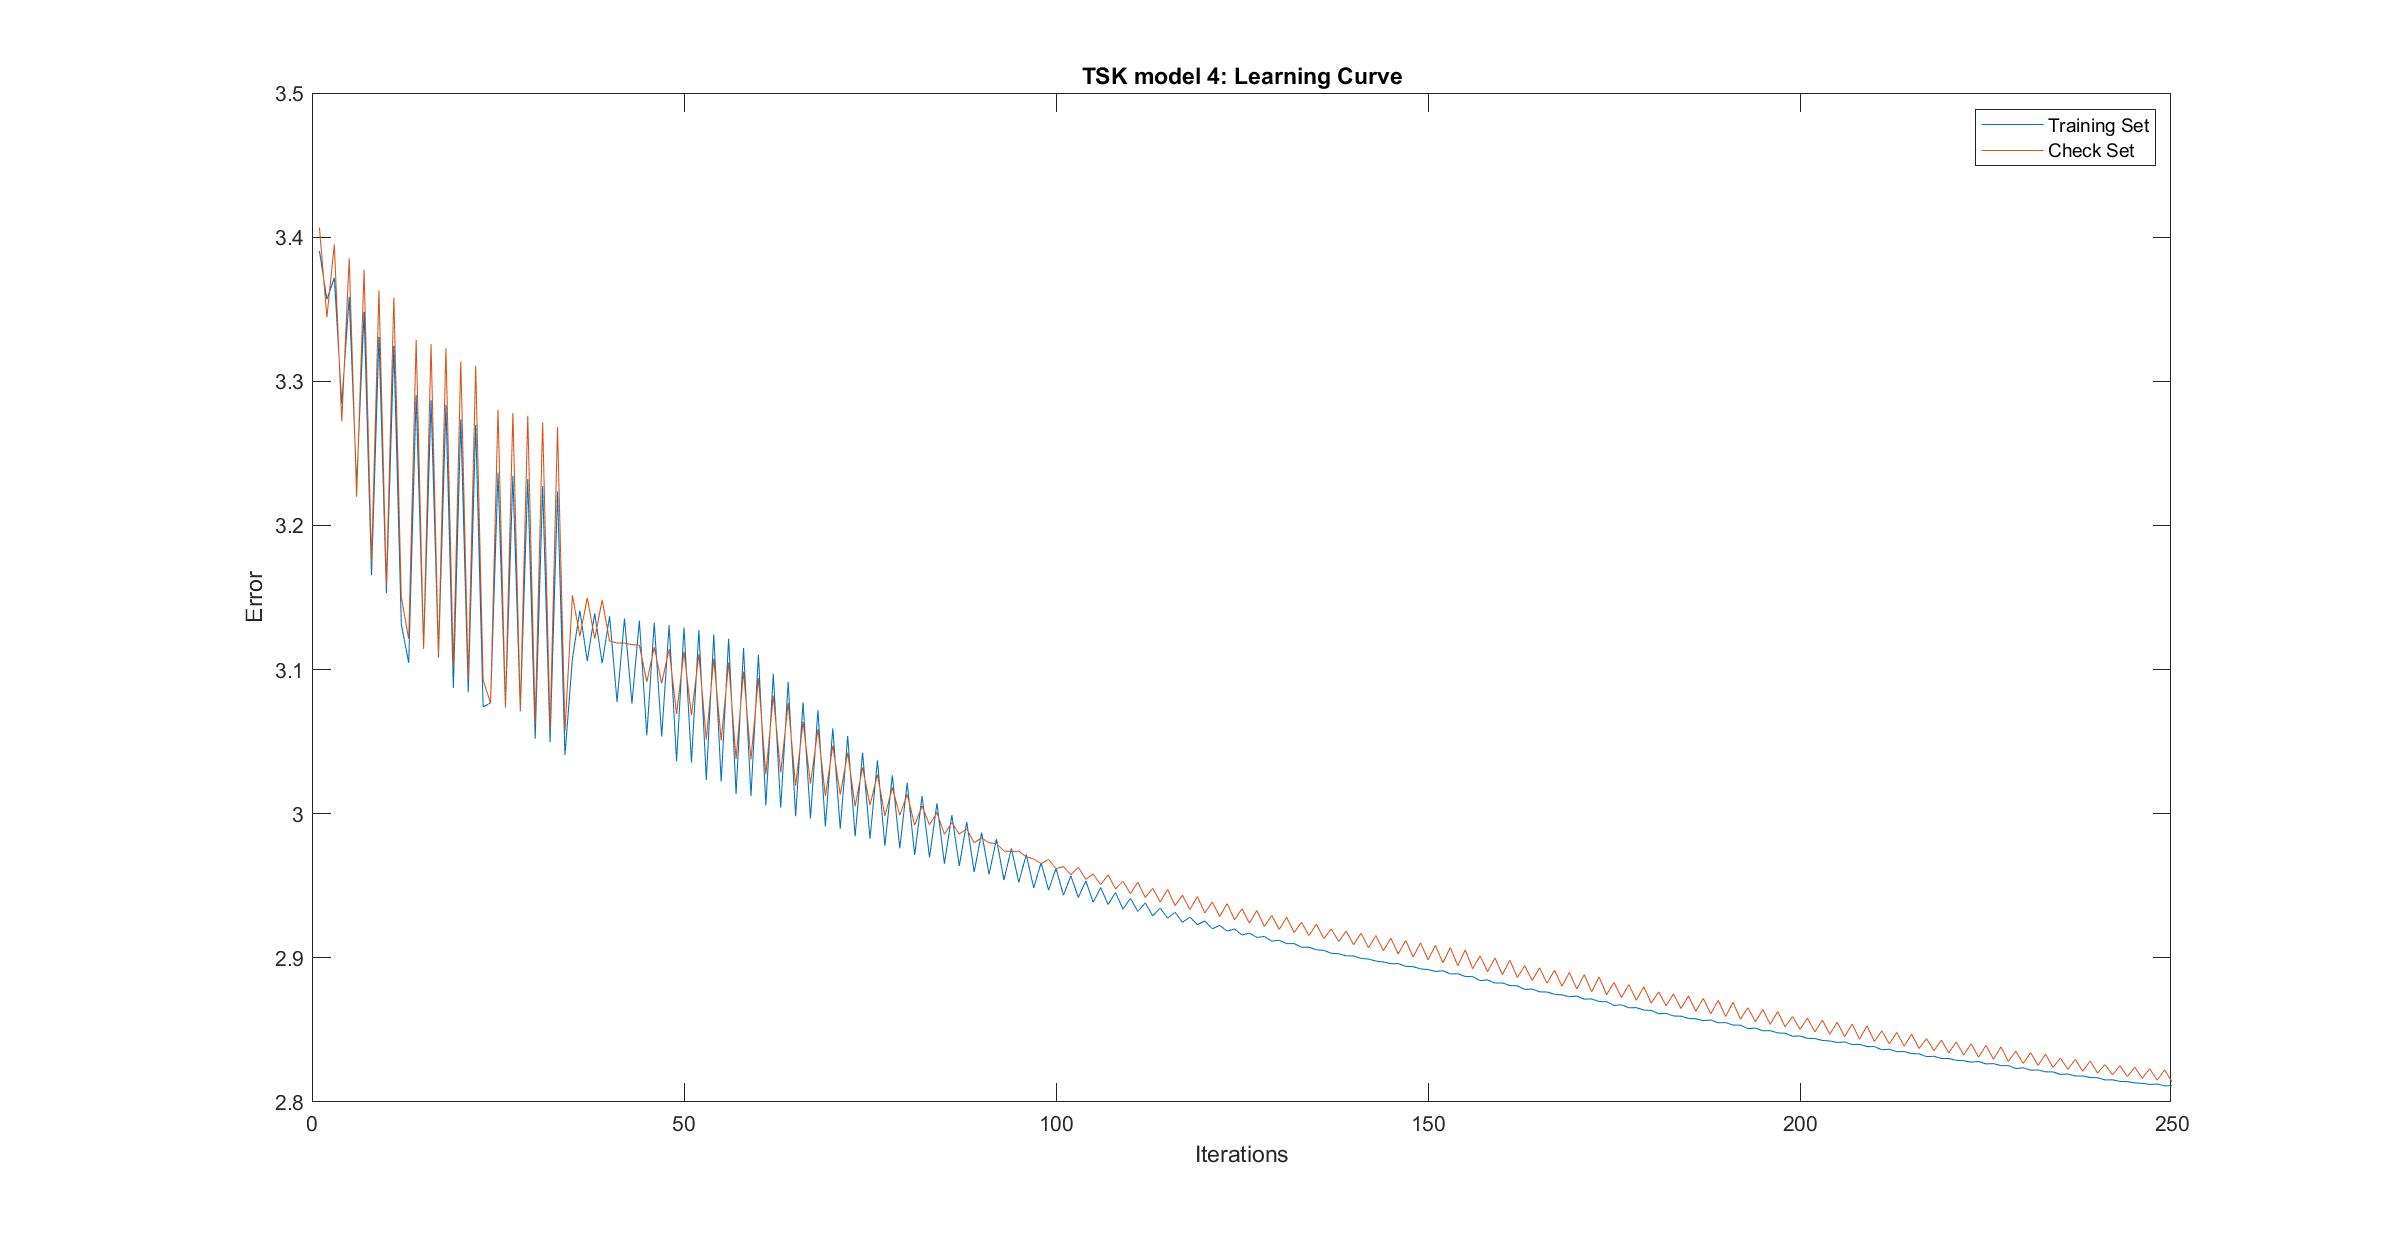 TSK model 4: Learning Curve
3.5
3.4
3.3
3.2
3.1
3
2.9
2.8
Error
Training Set
Check Set
0 50 100 150 200 250
Iterations